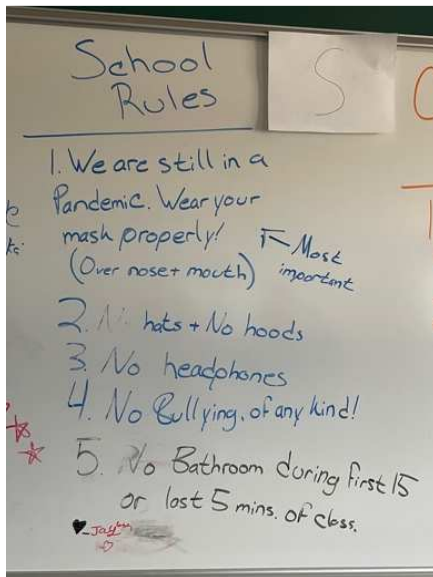 School
Rules
S
1. We are still in a
Pandemic. Wear your
mask properly!
(Over nose + mouth)
Most
important
2. No hats + No hoods
3. No headphones
4. No Bullying, of any kind!
5. No Bathroom during first 15
or last 5 mins. of class.